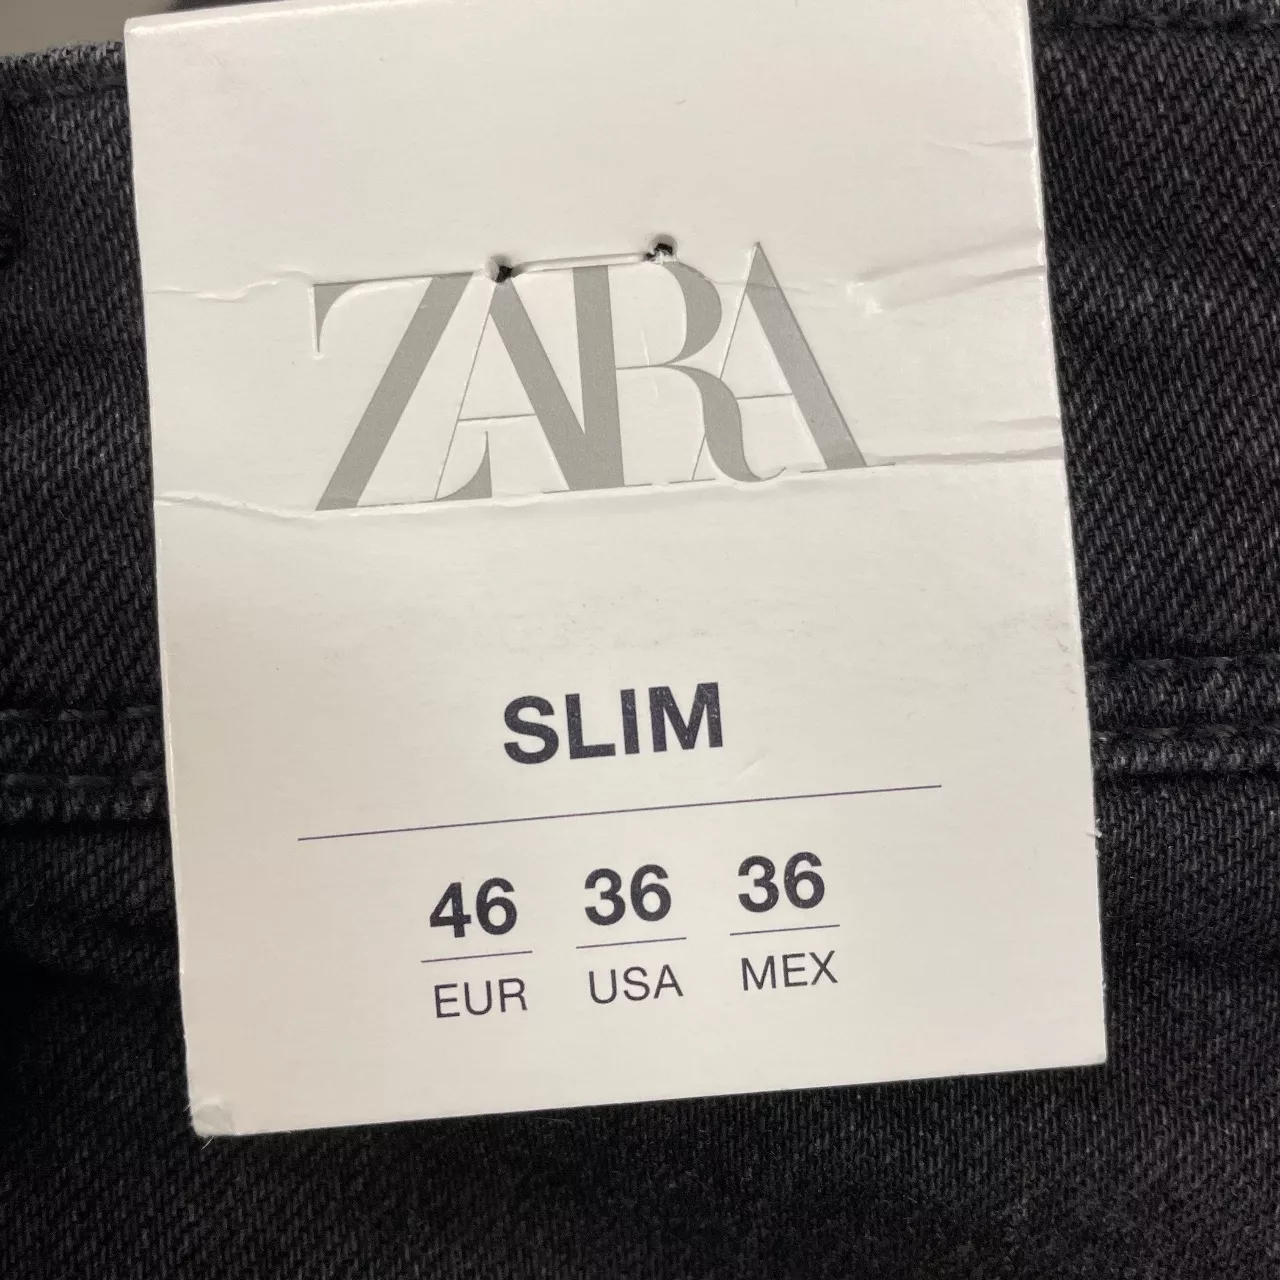 ZARA
SLIM
46 36 36
EUR USA MEX